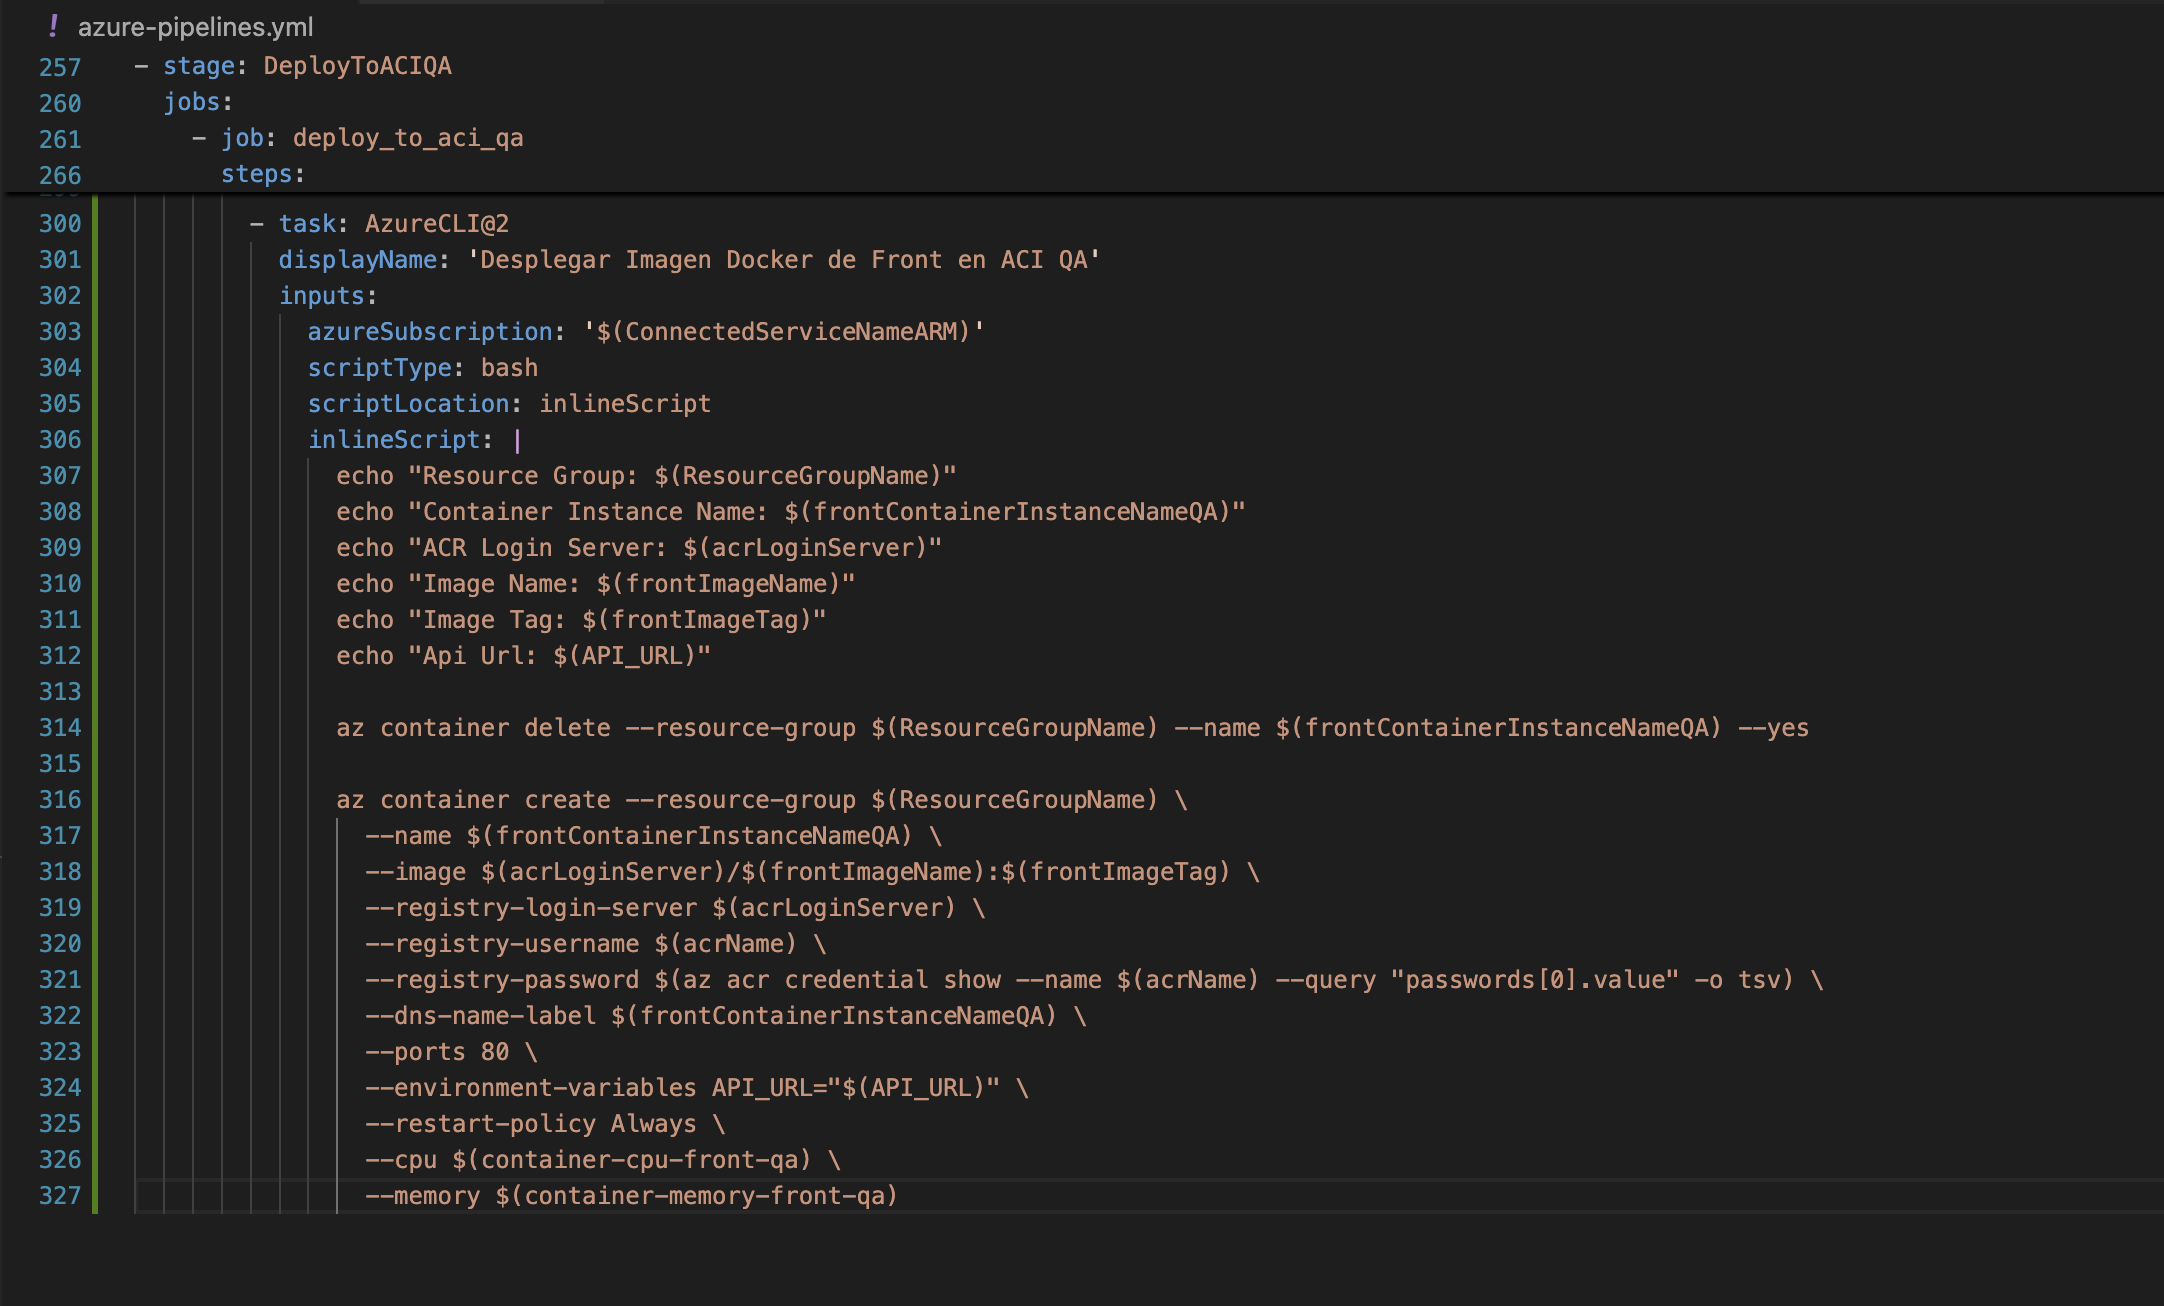 ! azure-pipelines.yml
257 - stage: DeployToACIQA
260 jobs:
261 - job: deploy_to_aci_qa
266 steps:
300 - task: AzureCLI@2
301 displayName: 'Desplegar Imagen Docker de Front en ACI QA'
302 inputs:
303 azureSubscription: '$(ConnectedServiceNameARM)'
304 scriptType: bash
305 scriptLocation: inlineScript
306 inlineScript: |
307 echo "Resource Group: $(ResourceGroupName)"
308 echo "Container Instance Name: $(frontContainerInstanceNameQA)"
309 echo "ACR Login Server: $(acrLoginServer)"
310 echo "Image Name: $(frontImageName)"
311 echo "Image Tag: $(frontImageTag)"
312 echo "Api Url: $(API_URL)"
313
314 az container delete --resource-group $(ResourceGroupName) --name $(frontContainerInstanceNameQA) --yes
315
316 az container create --resource-group $(ResourceGroupName) \
317 --name $(frontContainerInstanceNameQA) \
318 --image $(acrLoginServer)/$(frontImageName):$(frontImageTag) \
319 --registry-login-server $(acrLoginServer) \
320 --registry-username $(acrName) \
321 --registry-password $(az acr credential show --name $(acrName) --query "passwords[0].value" -o tsv) \
322 --dns-name-label $(frontContainerInstanceNameQA) \
323 --ports 80 \
324 --environment-variables API_URL="$(API_URL)" \
325 --restart-policy Always \
326 --cpu $(container-cpu-front-qa) \
327 --memory $(container-memory-front-qa)